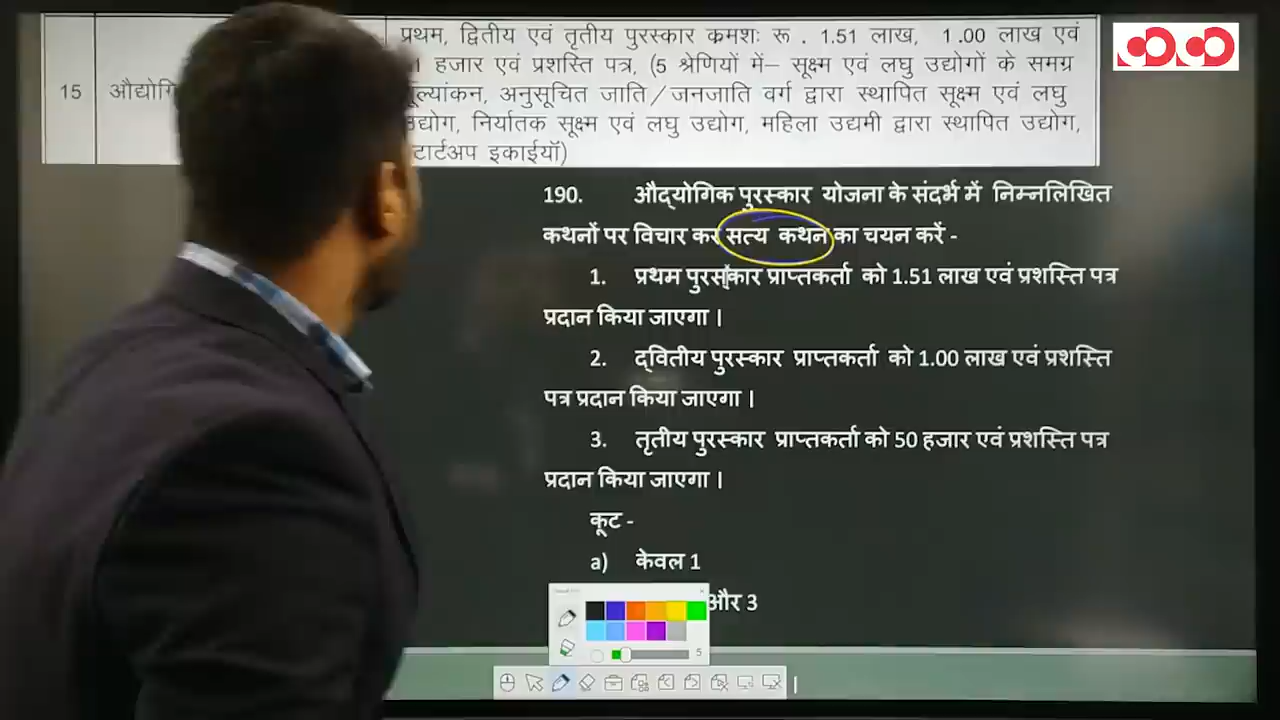 प्रथम, द्वितीय एवं तृतीय पुरस्कार क्रमशः रू . 1.51 लाख, 1.00 लाख एवं
हजार एवं प्रशस्ति पत्र, (5 श्रेणियों में– सूक्ष्म एवं लघु उद्योगों के समग्र
15 मूल्यांकन, अनुसूचित जाति/जनजाति वर्ग द्वारा स्थापित सूक्ष्म एवं लघु
उद्योग, निर्यातक सूक्ष्म एवं लघु उद्योग, महिला उद्यमी द्वारा स्थापित उद्योग,
इकाईयॉ)
190. औद्योगिक पुरस्कार योजना के संदर्भ में निम्नलिखित
कथनों पर विचार कर सत्य कथन का चयन करें -
1. प्रथम पुरस्कार प्राप्तकर्ता को 1.51 लाख एवं प्रशस्ति पत्र
प्रदान किया जाएगा |
2. द्वितीय पुरस्कार प्राप्तकर्ता को 1.00 लाख एवं प्रशस्ति
पत्र प्रदान किया जाएगा |
3. तृतीय पुरस्कार प्राप्तकर्ता को 50 हजार एवं प्रशस्ति पत्र
प्रदान किया जाएगा |
कूट -
a) केवल 1
और 3
5